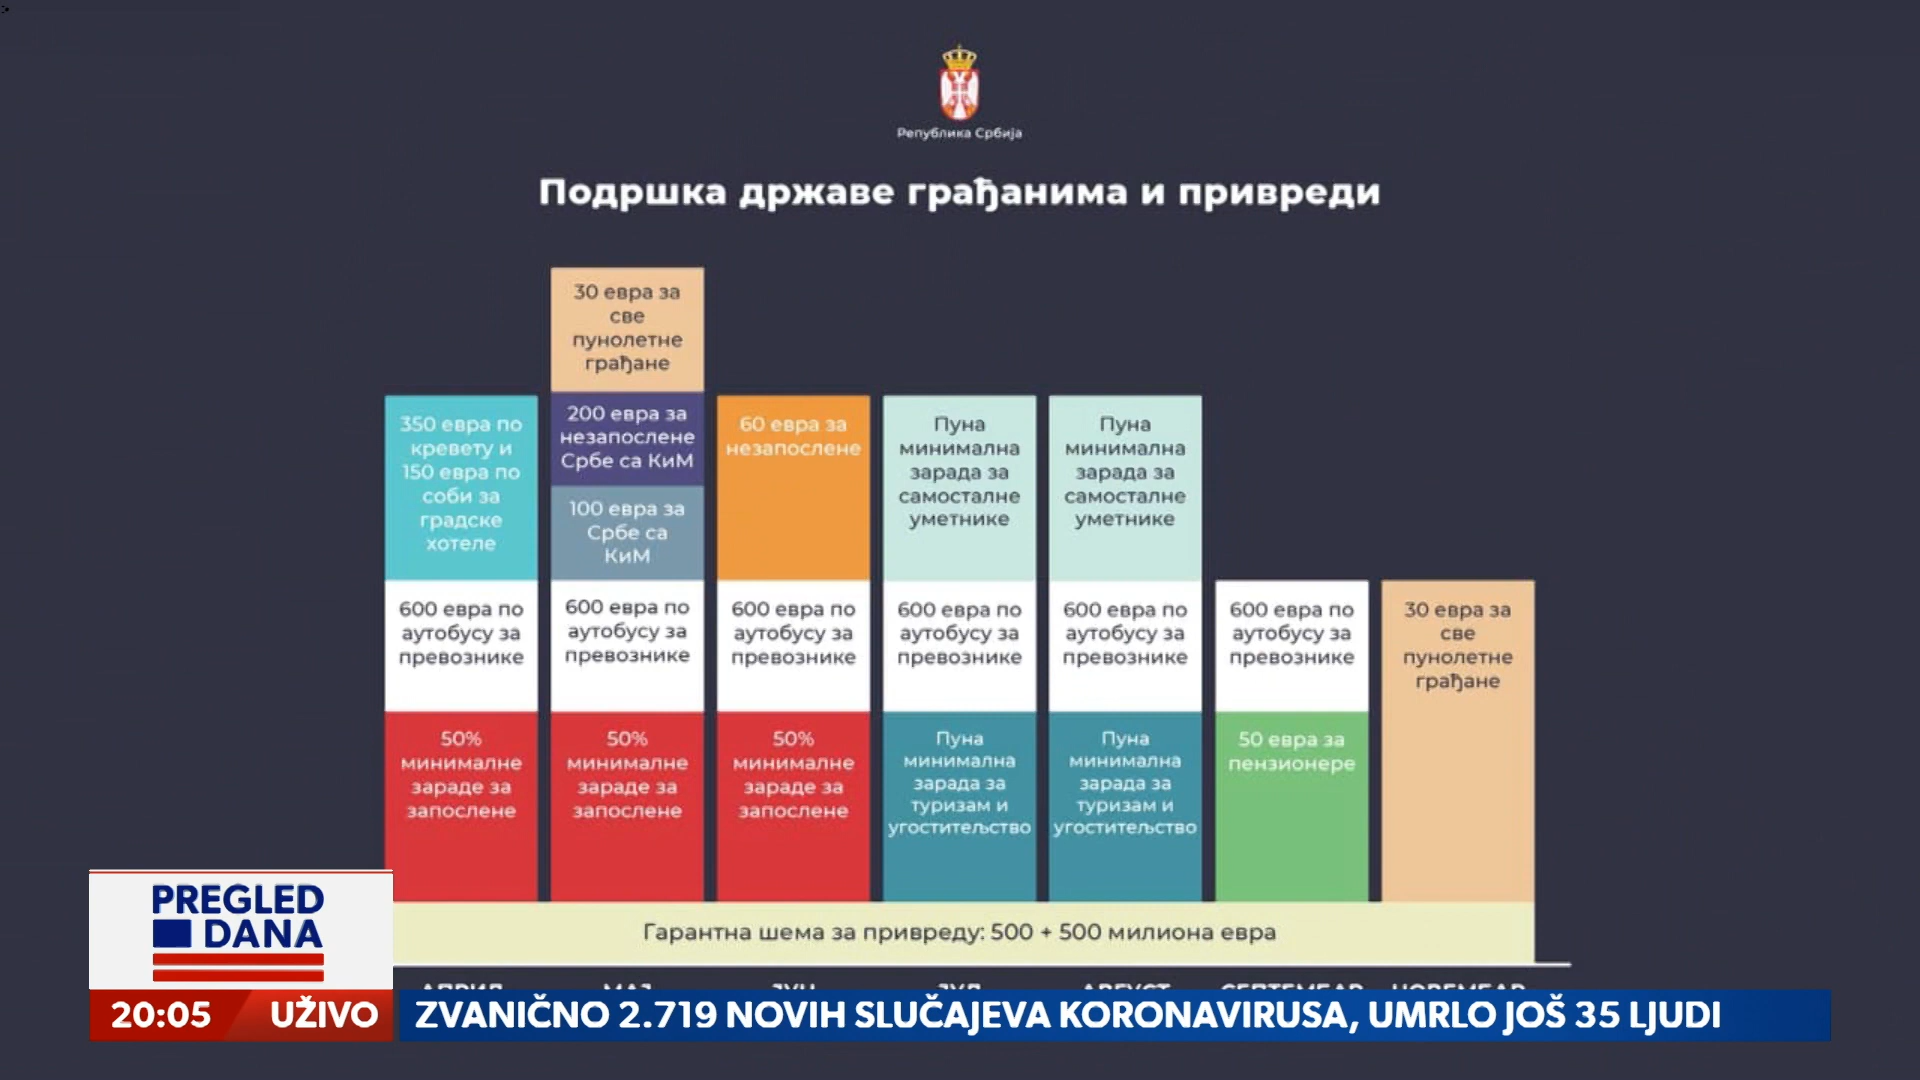 Република Србија
Подршка државе грађанима и привреди
350 евра по
кревету и
150 евра по
соби за
градске
хотеле
600 евра по
аутобусу за
превознике
50%
минималне
зараде за
запослене
30 евра за
све
пунолетне
грађане
200 евра за
незапослене
Србе са КиМ
100 евра за
Србе са
КиМ
600 евра по
аутобусу за
превознике
50%
минималне
зараде за
запослене
60 евра за
незапослене
600 евра по
аутобусу за
превознике
50%
минималне
зараде за
запослене
Пуна
минимална
зарада за
самосталне
уметнике
600 евра по
аутобусу за
превознике
Пуна
минимална
зарада за
туризам и
угоститељство
Пуна
минимална
зарада за
самосталне
уметнике
600 евра по
аутобусу за
превознике
Пуна
минимална
зарада за
туризам и
угоститељство
600 евра по
аутобусу за
превознике
50 евра за
пензионере
30 евра за
све
пунолетне
грађане
Гарантна шема за привреду: 500 + 500 милиона евра
АПРИЛ МАЈ ЈУН ЈУЛ АВГУСТ СЕПТЕМБАР НОВЕМБАР
PREGLED
DANA
20:05 UŽIVO ZVANIČNO 2.719 NOVIH SLUČAJEVA KORONAVIRUSA, UMRLO JOŠ 35 LJUDI